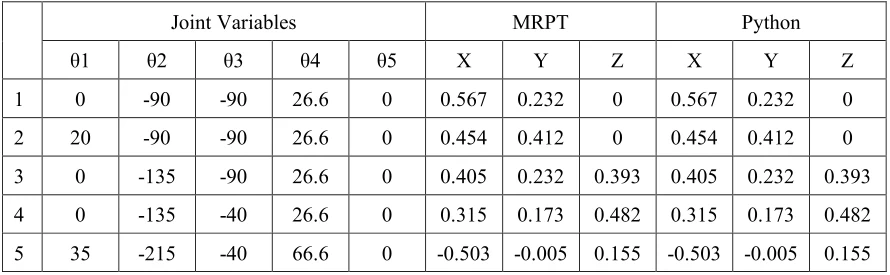 Joint Variables MRPT Python
θ1 θ2 θ3 θ4 θ5 X Y Z X Y Z
1 0 -90 -90 26.6 0 0.567 0.232 0 0.567 0.232 0
2 20 -90 -90 26.6 0 0.454 0.412 0 0.454 0.412 0
3 0 -135 -90 26.6 0 0.405 0.232 0.393 0.405 0.232 0.393
4 0 -135 -40 26.6 0 0.315 0.173 0.482 0.315 0.173 0.482
5 35 -215 -40 66.6 0 -0.503 -0.005 0.155 -0.503 -0.005 0.155